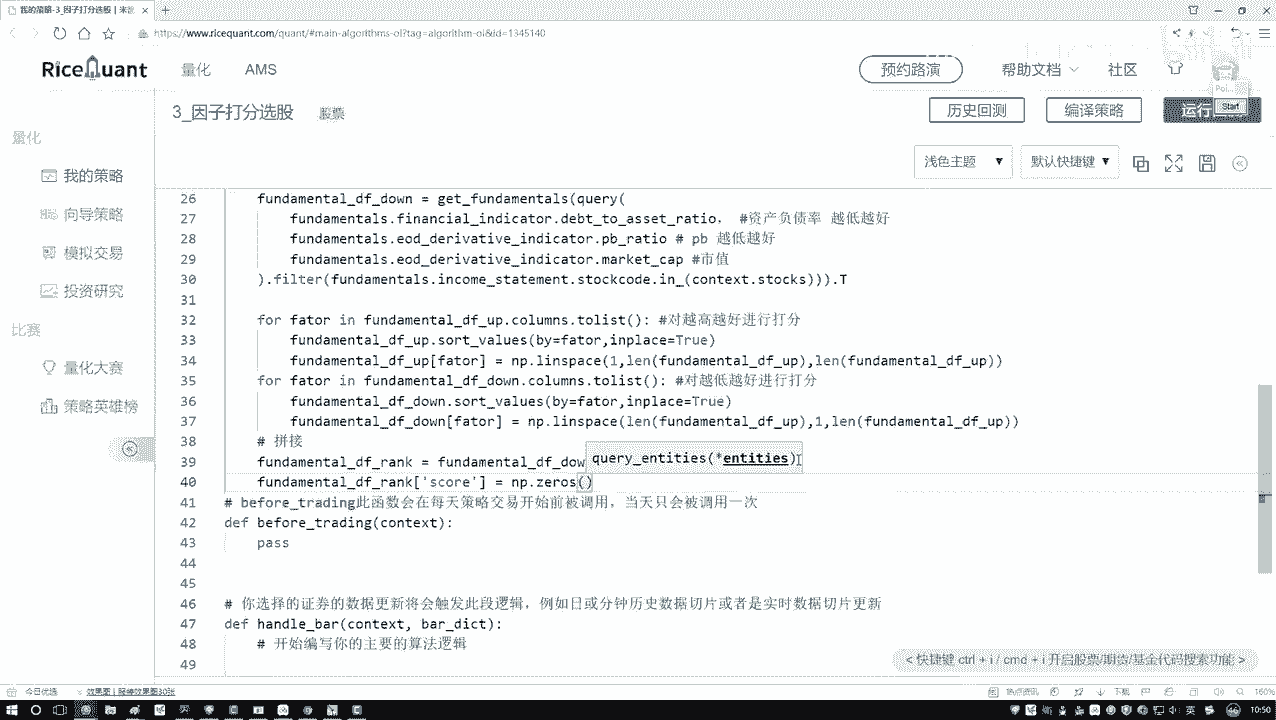 我的策略-3_因子打分选股 | 米筐
https://www.ricequant.com/quant/#main-algorithms-ol?tag=algorithm-oi&id=1345140
RiceQuant
量化
AMS
预约路演
帮助文档
社区
Poi...
Start
3_因子打分选股
股票
历史回测
编译策略
运行
浅色主题
默认快捷键
量化
我的策略
向导策略
模拟交易
投资研究
比赛
量化大赛
策略英雄榜
26 fundamental_df_down = get_fundamentals(query(
27 fundamentals.financial_indicator.debt_to_asset_ratio， #资产负债率 越低越好
28 fundamentals.eod_derivative_indicator.pb_ratio # pb 越低越好
29 fundamentals.eod_derivative_indicator.market_cap #市值
30 ).filter(fundamentals.income_statement.stockcode.in_(context.stocks))).T
31
32 for fator in fundamental_df_up.columns.tolist(): #对越高越好进行打分
33 fundamental_df_up.sort_values(by=fator,inplace=True)
34 fundamental_df_up[fator] = np.linspace(1,len(fundamental_df_up),len(fundamental_df_up))
35 for fator in fundamental_df_down.columns.tolist(): #对越低越好进行打分
36 fundamental_df_down.sort_values(by=fator,inplace=True)
37 fundamental_df_down[fator] = np.linspace(len(fundamental_df_up),1,len(fundamental_df_up))
38 # 拼接
39 fundamental_df_rank = fundamental_df_dow
query_entities(*entities)
40 fundamental_df_rank['score'] = np.zeros()
41 # before_trading此函数会在每天策略交易开始前被调用，当天只会被调用一次
42 def before_trading(context):
43 pass
44
45
46 # 你选择的证券的数据更新将会触发此段逻辑，例如日或分钟历史数据切片或者是实时数据切片更新
47 def handle_bar(context, bar_dict):
48 # 开始编写你的主要的算法逻辑
49
< 快捷键 ctrl + i / cmd + i 开启股票/期货/基金代码搜索功能 >
今日优选
下载
160%
英
10:50